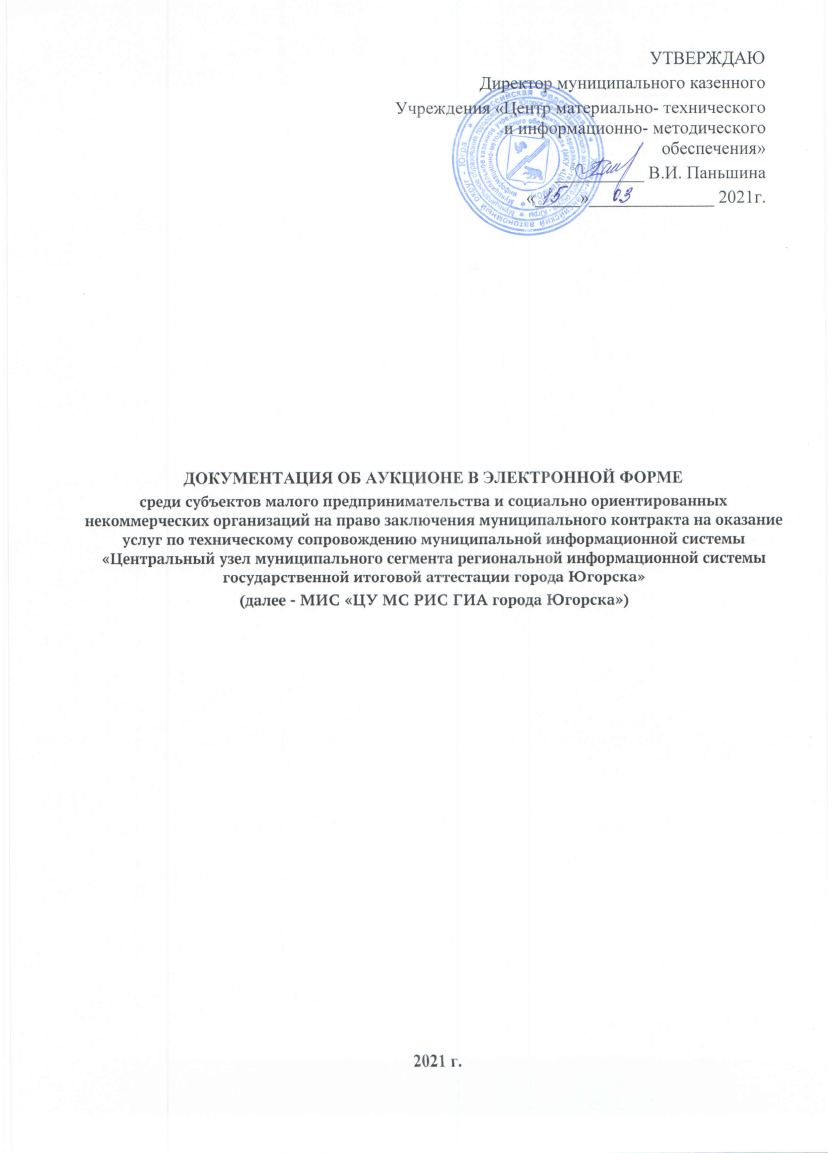 УТВЕРЖДАЮ
Директор муниципального казенного
Учреждения «Центр материально- технического
и информационно- методического
обеспечения»
__________ В.И. Паньшина
«_15_»___03___________ 2021г.
ДОКУМЕНТАЦИЯ ОБ АУКЦИОНЕ В ЭЛЕКТРОННОЙ ФОРМЕ
среди субъектов малого предпринимательства и социально ориентированных
некоммерческих организаций на право заключения муниципального контракта на оказание
услуг по техническому сопровождению муниципальной информационной системы
«Центральный узел муниципального сегмента региональной информационной системы
государственной итоговой аттестации города Югорска»
(далее - МИС «ЦУ МС РИС ГИА города Югорска»)
2021 г.